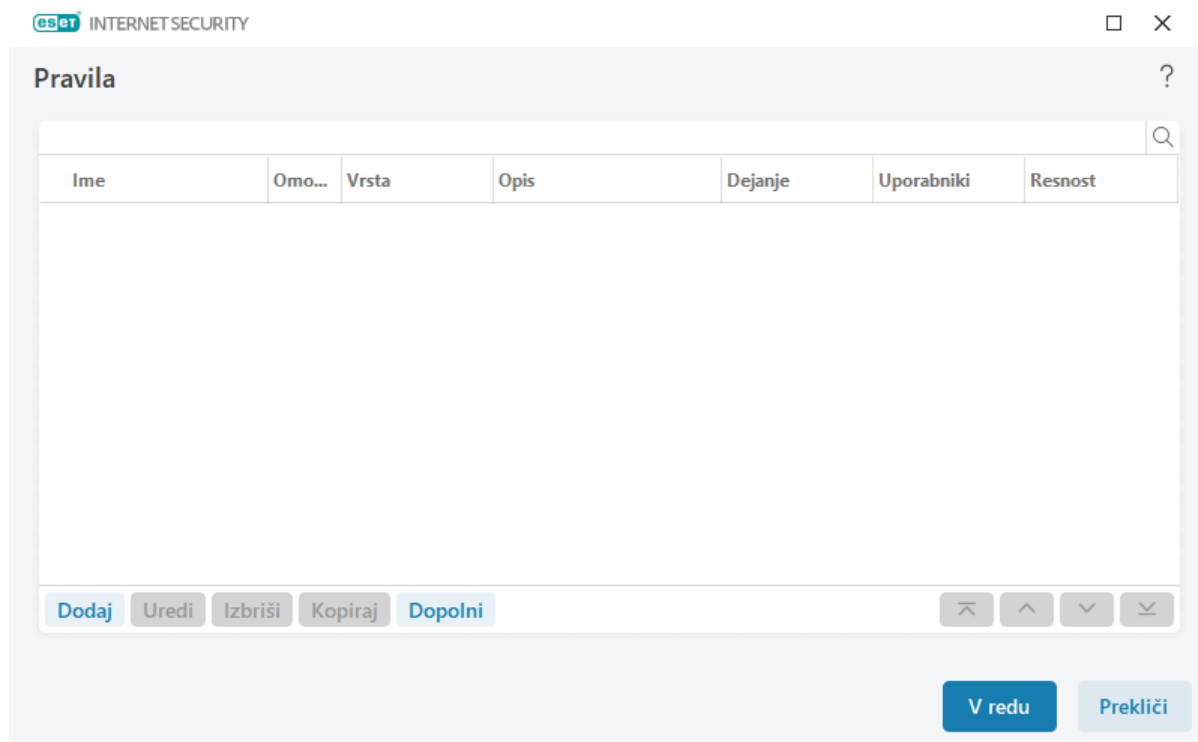 eset INTERNET SECURITY
Pravila
?
Ime Omo... Vrsta Opis Dejanje Uporabniki Resnost
Dodaj Uredi Izbriši Kopiraj Dopolni
V redu Prekliči